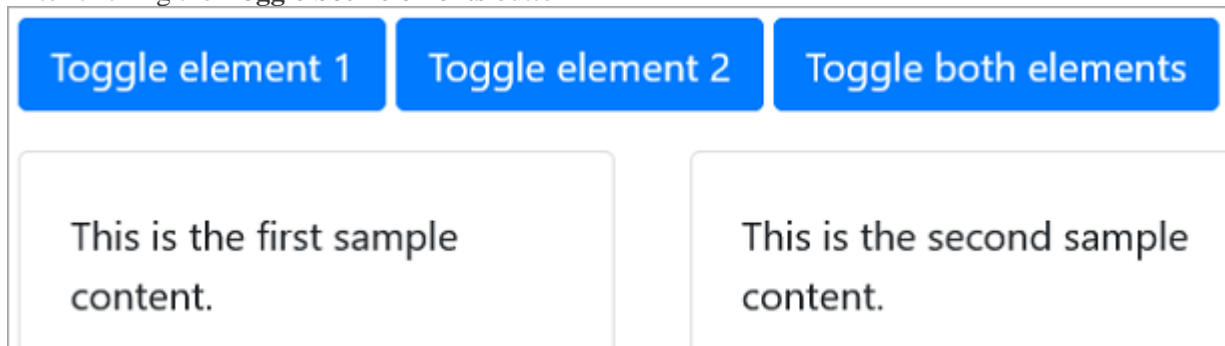 Toggle element 1 Toggle element 2 Toggle both elements
This is the first sample
content.
This is the second sample
content.